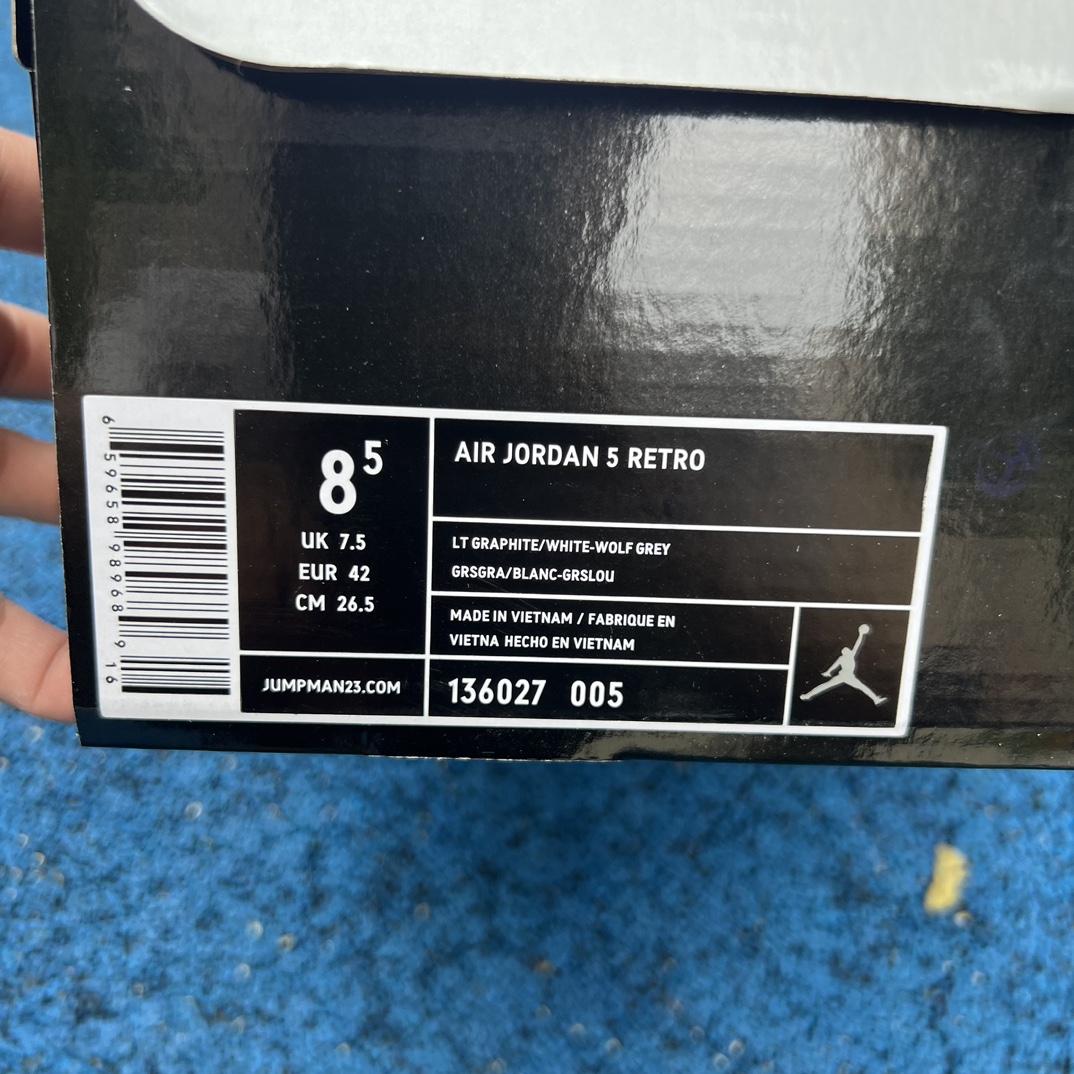 6 59658 98968 9 16
8 5
UK 7.5
EUR 42
CM 26.5
JUMPMAN23.COM
AIR JORDAN 5 RETRO
LT GRAPHITE/WHITE-WOLF GREY
GRSGRA/BLANC-GRSLOU
MADE IN VIETNAM / FABRIQUE EN
VIETNA HECHO EN VIETNAM
136027 005